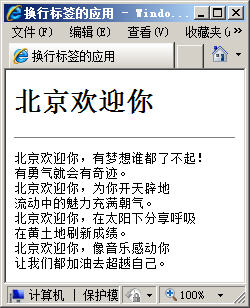 换行标签的应用 - Windo...
文件(F) 编辑(E) 查看(V) 收藏夹(
换行标签的应用
北京欢迎你
北京欢迎你，有梦想谁都了不起！
有勇气就会有奇迹。
北京欢迎你，为你开天辟地
流动中的魅力充满朝气。
北京欢迎你，在太阳下分享呼吸
在黄土地刷新成绩。
北京欢迎你，像音乐感动你
让我们都加油去超越自己。
计算机 | 保护模 100%